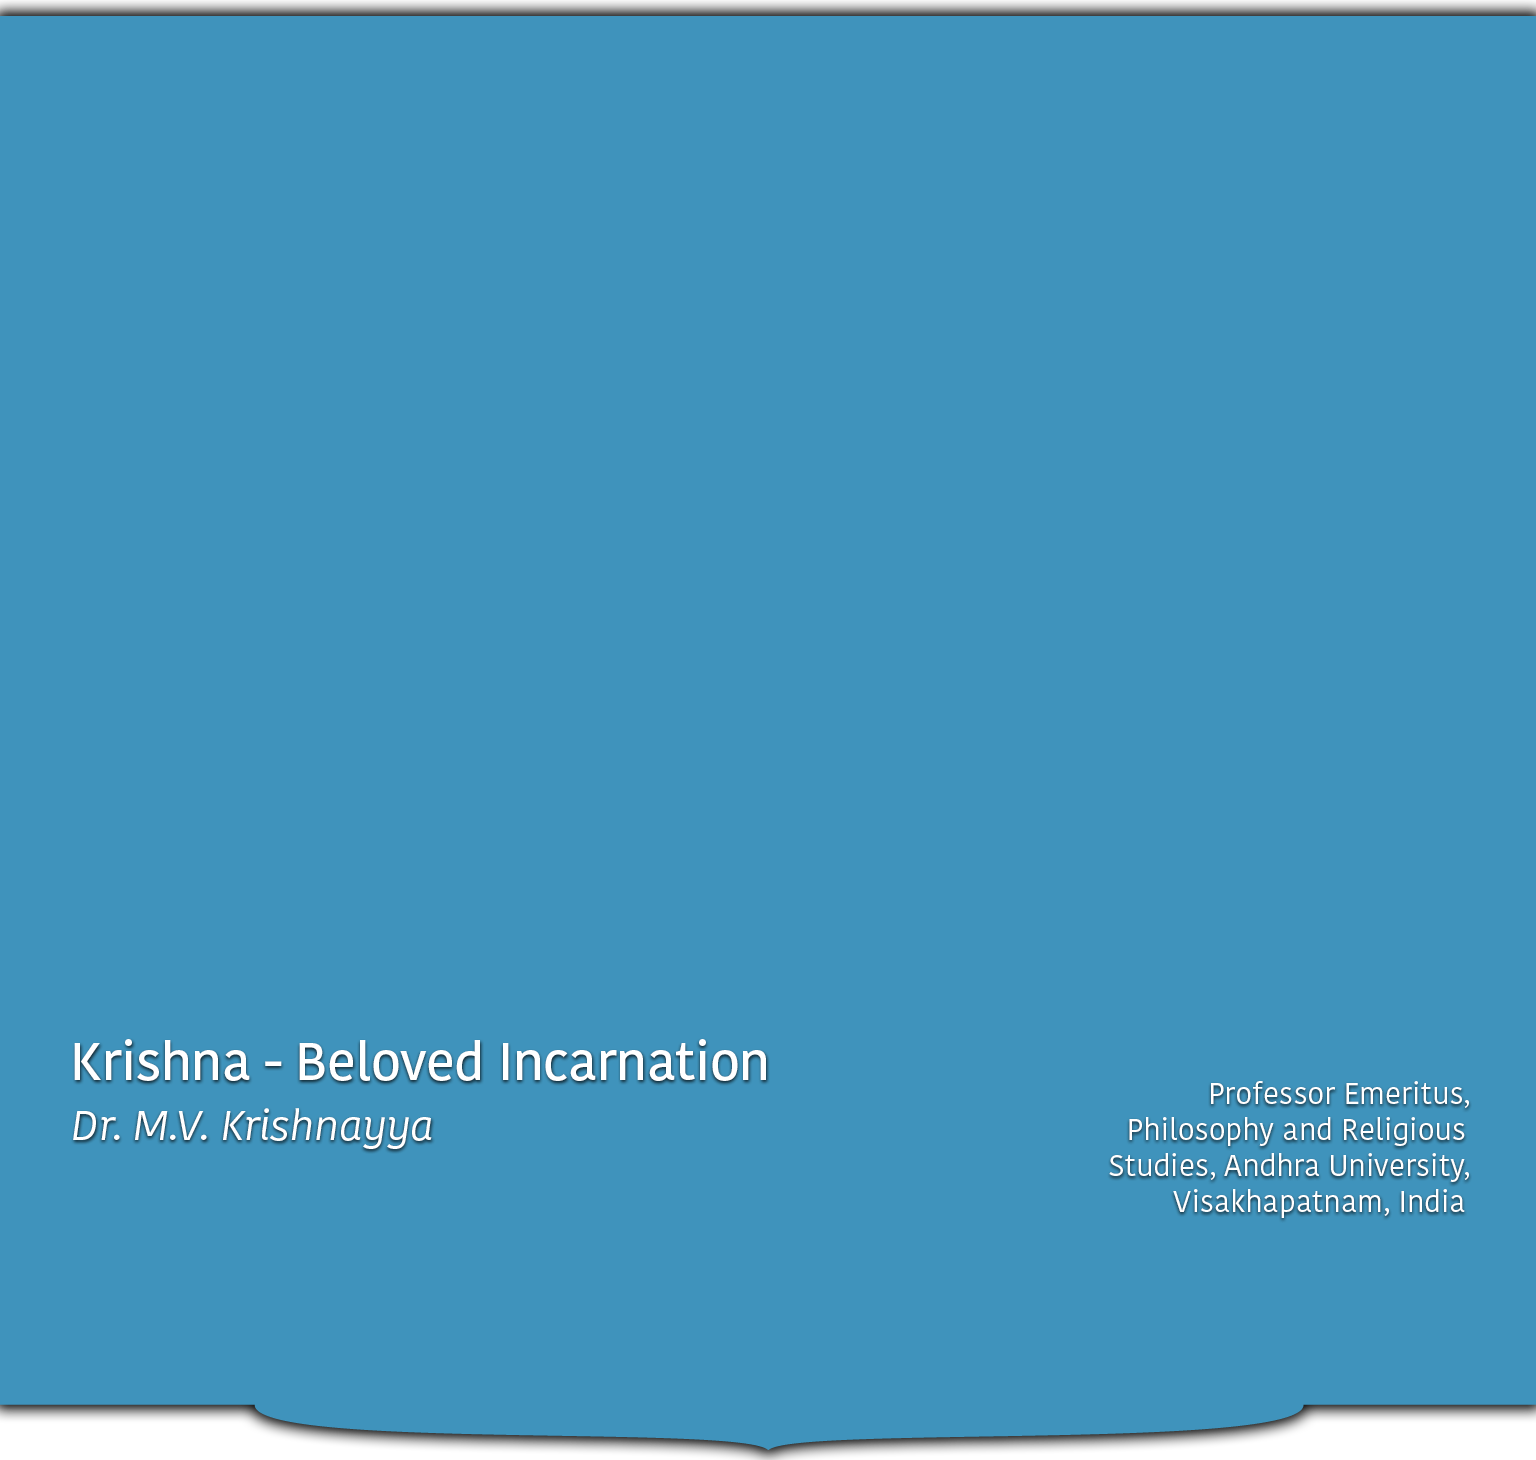 Krishna - Beloved Incarnation
Dr. M.V. Krishnayya
Professor Emeritus,
Philosophy and Religious
Studies, Andhra University,
Visakhapatnam, India